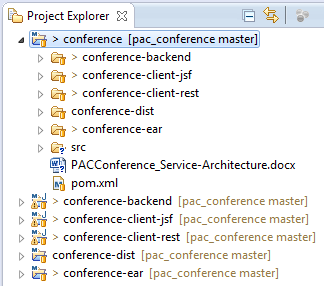 Project Explorer
> conference [pac_conference master]
> conference-backend
> conference-client-jsf
> conference-client-rest
conference-dist
> conference-ear
src
PACConference_Service-Architecture.docx
pom.xml
> conference-backend [pac_conference master]
> conference-client-jsf [pac_conference master]
> conference-client-rest [pac_conference master]
conference-dist [pac_conference master]
> conference-ear [pac_conference master]